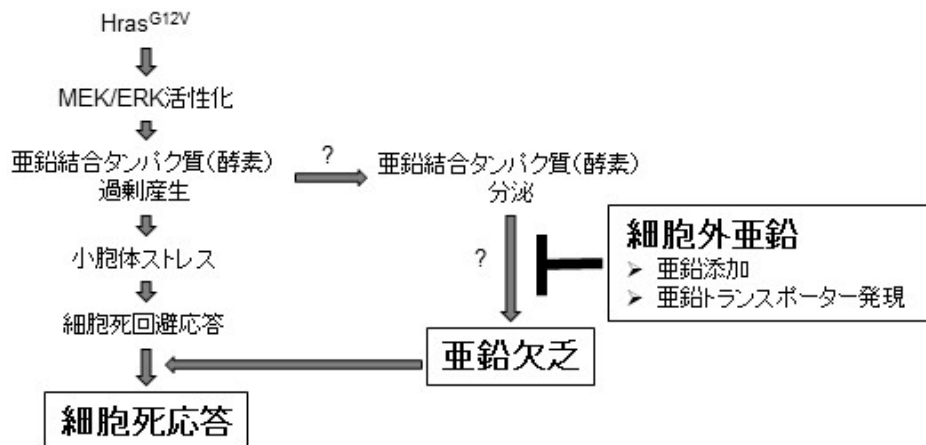 Hras^G12V
MEK/ERK活性化
亜鉛結合タンパク質(酵素)
過剰産生
?
亜鉛結合タンパク質(酵素)
分泌
小胞体ストレス
?
細胞外亜鉛
➢ 亜鉛添加
➢ 亜鉛トランスポーター発現
細胞死回避応答
亜鉛欠乏
細胞死応答